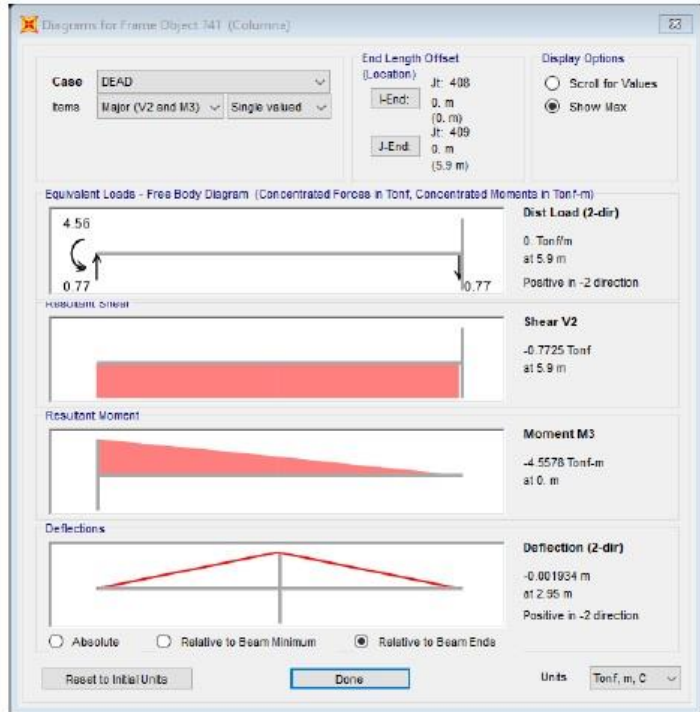 Diagrams for Frame Object 741 (Columna)
Case DEAD
Items Major (V2 and M3) Single valued
End Length Offset
(Location)
I-End: Jt: 408
0. m
(0. m)
J-End: Jt: 409
0. m
(5.9 m)
Display Options
Scroll for Values
Show Max
Equivalent Loads - Free Body Diagram (Concentrated Forces in Tonf, Concentrated Moments in Tonf-m)
4.56
0.77
0.77
Dist Load (2-dir)
0. Tonf/m
at 5.9 m
Positive in -2 direction
Resultant Shear
Shear V2
-0.7725 Tonf
at 5.9 m
Resultant Moment
Moment M3
-4.5578 Tonf-m
at 0. m
Deflections
Deflection (2-dir)
-0.001934 m
at 2.95 m
Positive in -2 direction
Absolute Relative to Beam Minimum Relative to Beam Ends
Reset to Initial Units Done Units Tonf, m, C